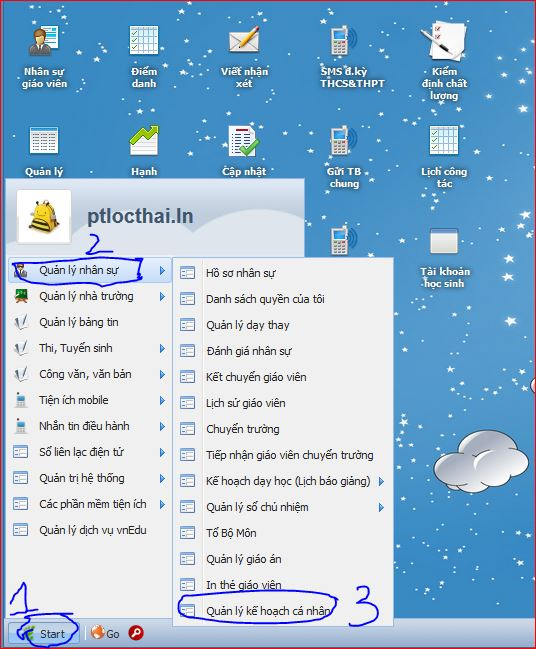 Nhân sự
giáo viên
Điểm
danh
Viết nhận
xét
SMS đ.kỳ
THCS&THPT
Kiểm
định chất
lượng
Quản lý
Hạnh
Cập nhật
Gửi TB
chung
Lịch công
tác
ptlocthai.ln
2
Tài khoản
học sinh
Quản lý nhân sự
Quản lý nhà trường
Quản lý bảng tin
Thi, Tuyển sinh
Công văn, văn bản
Tiện ích mobile
Nhắn tin điều hành
Sổ liên lạc điện tử
Quản trị hệ thống
Các phần mềm tiện ích
Quản lý dịch vụ vnEdu
Hồ sơ nhân sự
Danh sách quyền của tôi
Quản lý dạy thay
Đánh giá nhân sự
Kết chuyển giáo viên
Lịch sử giáo viên
Chuyển trường
Tiếp nhận giáo viên chuyển trường
Kế hoạch dạy học (Lịch báo giảng)
Quản lý sổ chủ nhiệm
Tổ Bộ Môn
Quản lý giáo án
In thẻ giáo viên
Quản lý kế hoạch cá nhân
3
1
Start
Go